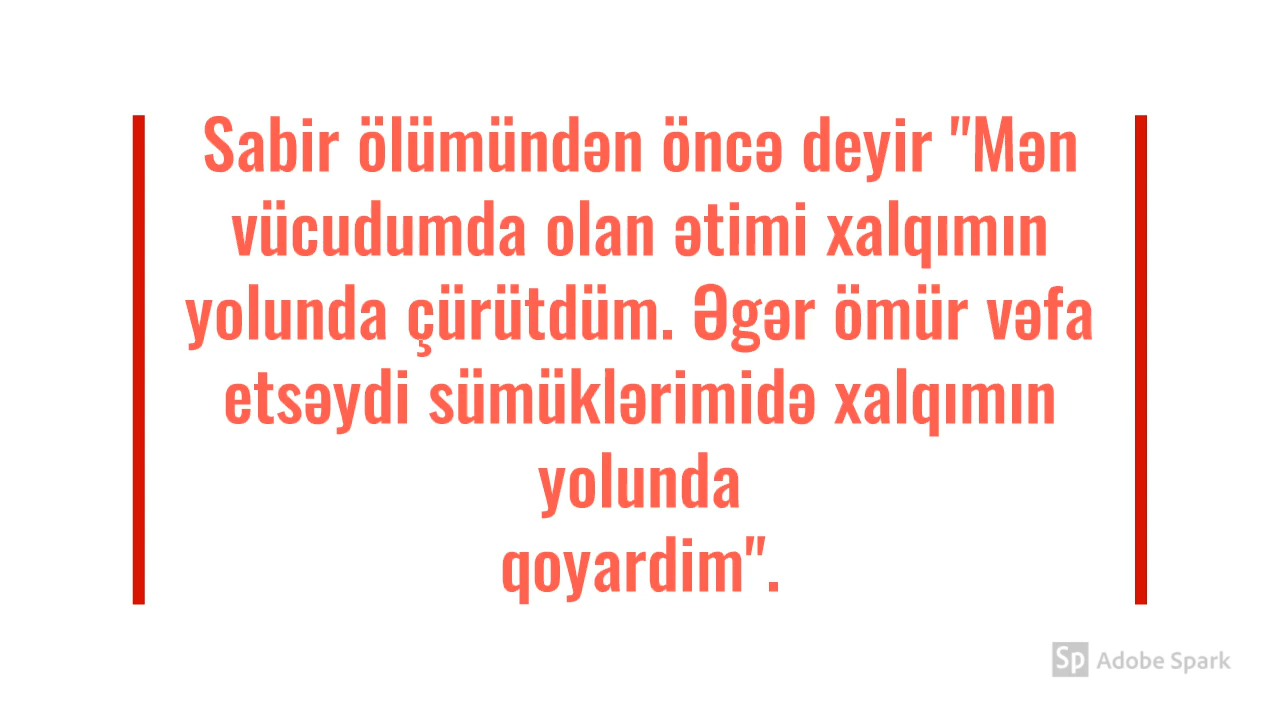 Sabir ölümündən öncə deyir "Mən
vücudumda olan ətimi xalqımın
yolunda çürütdüm. Əgər ömür vəfa
etsəydi sümüklərimidə xalqımın
yolunda
qoyardim".
Sp Adobe Spark